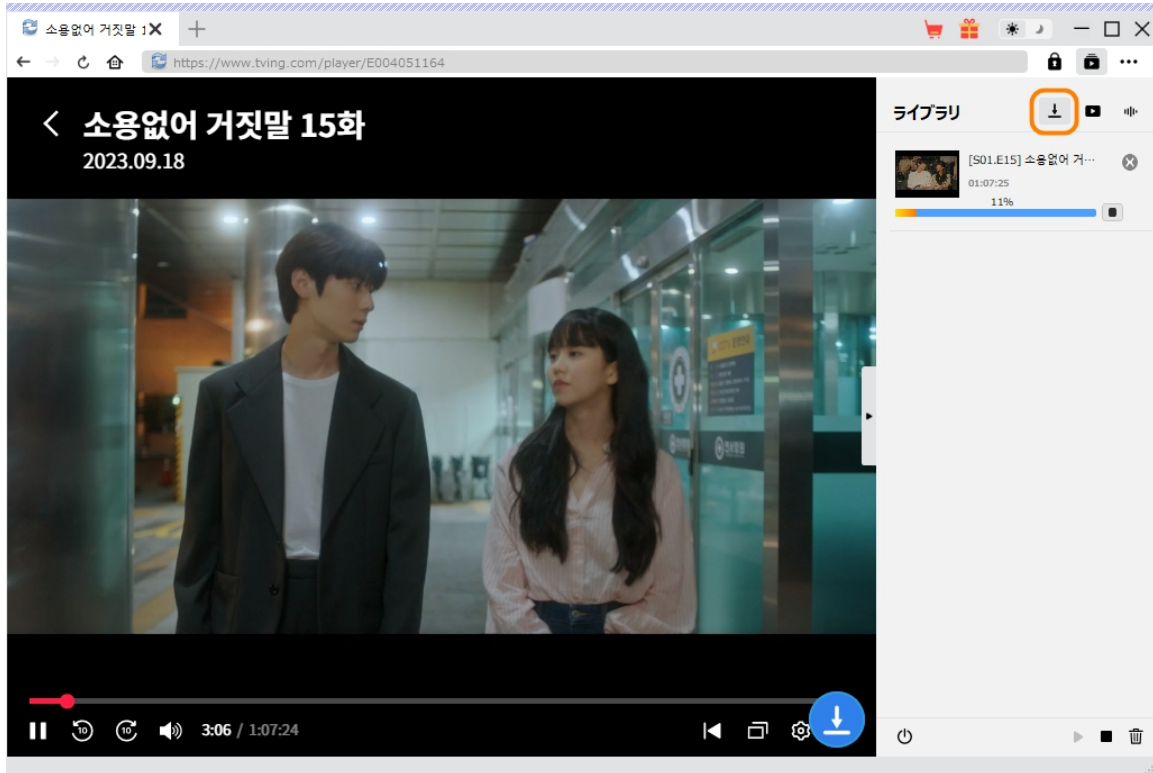 소용없어 거짓말 1
https://www.tving.com/player/E004051164
소용없어 거짓말 15화
2023.09.18
ライブラリ
[S01.E15] 소용없어 거…
01:07:25
11%
10
10
3:06 / 1:07:24